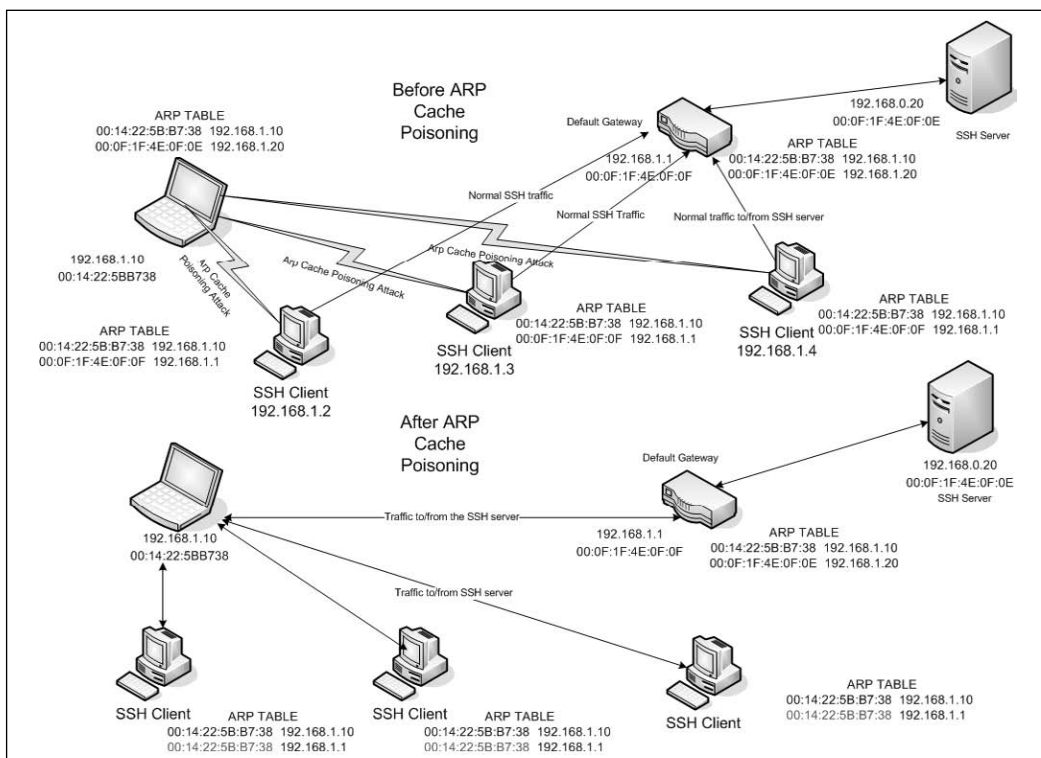 Before ARP
Cache
Poisoning
ARP TABLE
00:14:22:5B:B7:38 192.168.1.10
00:0F:1F:4E:0F:0E 192.168.1.20
192.168.1.10
00:14:22:5BB738
Default Gateway
192.168.1.1
00:0F:1F:4E:0F:0F
ARP TABLE
00:14:22:5B:B7:38 192.168.1.10
00:0F:1F:4E:0F:0E 192.168.1.20
192.168.0.20
00:0F:1F:4E:0F:0E
SSH Server
Normal SSH traffic
Normal SSH Traffic
Normal traffic to/from SSH server
Arp Cache
Poisoning Attack
Arp Cache Poisoning Attack
Arp Cache Poisoning Attack
ARP TABLE
00:14:22:5B:B7:38 192.168.1.10
00:0F:1F:4E:0F:0F 192.168.1.1
SSH Client
192.168.1.2
ARP TABLE
00:14:22:5B:B7:38 192.168.1.10
00:0F:1F:4E:0F:0F 192.168.1.1
SSH Client
192.168.1.3
ARP TABLE
00:14:22:5B:B7:38 192.168.1.10
00:0F:1F:4E:0F:0F 192.168.1.1
SSH Client
192.168.1.4
After ARP
Cache
Poisoning
192.168.1.10
00:14:22:5BB738
Traffic to/from the SSH server
Default Gateway
192.168.1.1
00:0F:1F:4E:0F:0F
ARP TABLE
00:14:22:5B:B7:38 192.168.1.10
00:0F:1F:4E:0F:0E 192.168.1.20
192.168.0.20
00:0F:1F:4E:0F:0E
SSH Server
Traffic to/from SSH server
SSH Client
ARP TABLE
00:14:22:5B:B7:38 192.168.1.10
00:14:22:5B:B7:38 192.168.1.1
SSH Client
ARP TABLE
00:14:22:5B:B7:38 192.168.1.10
00:14:22:5B:B7:38 192.168.1.1
SSH Client
ARP TABLE
00:14:22:5B:B7:38 192.168.1.10
00:14:22:5B:B7:38 192.168.1.1